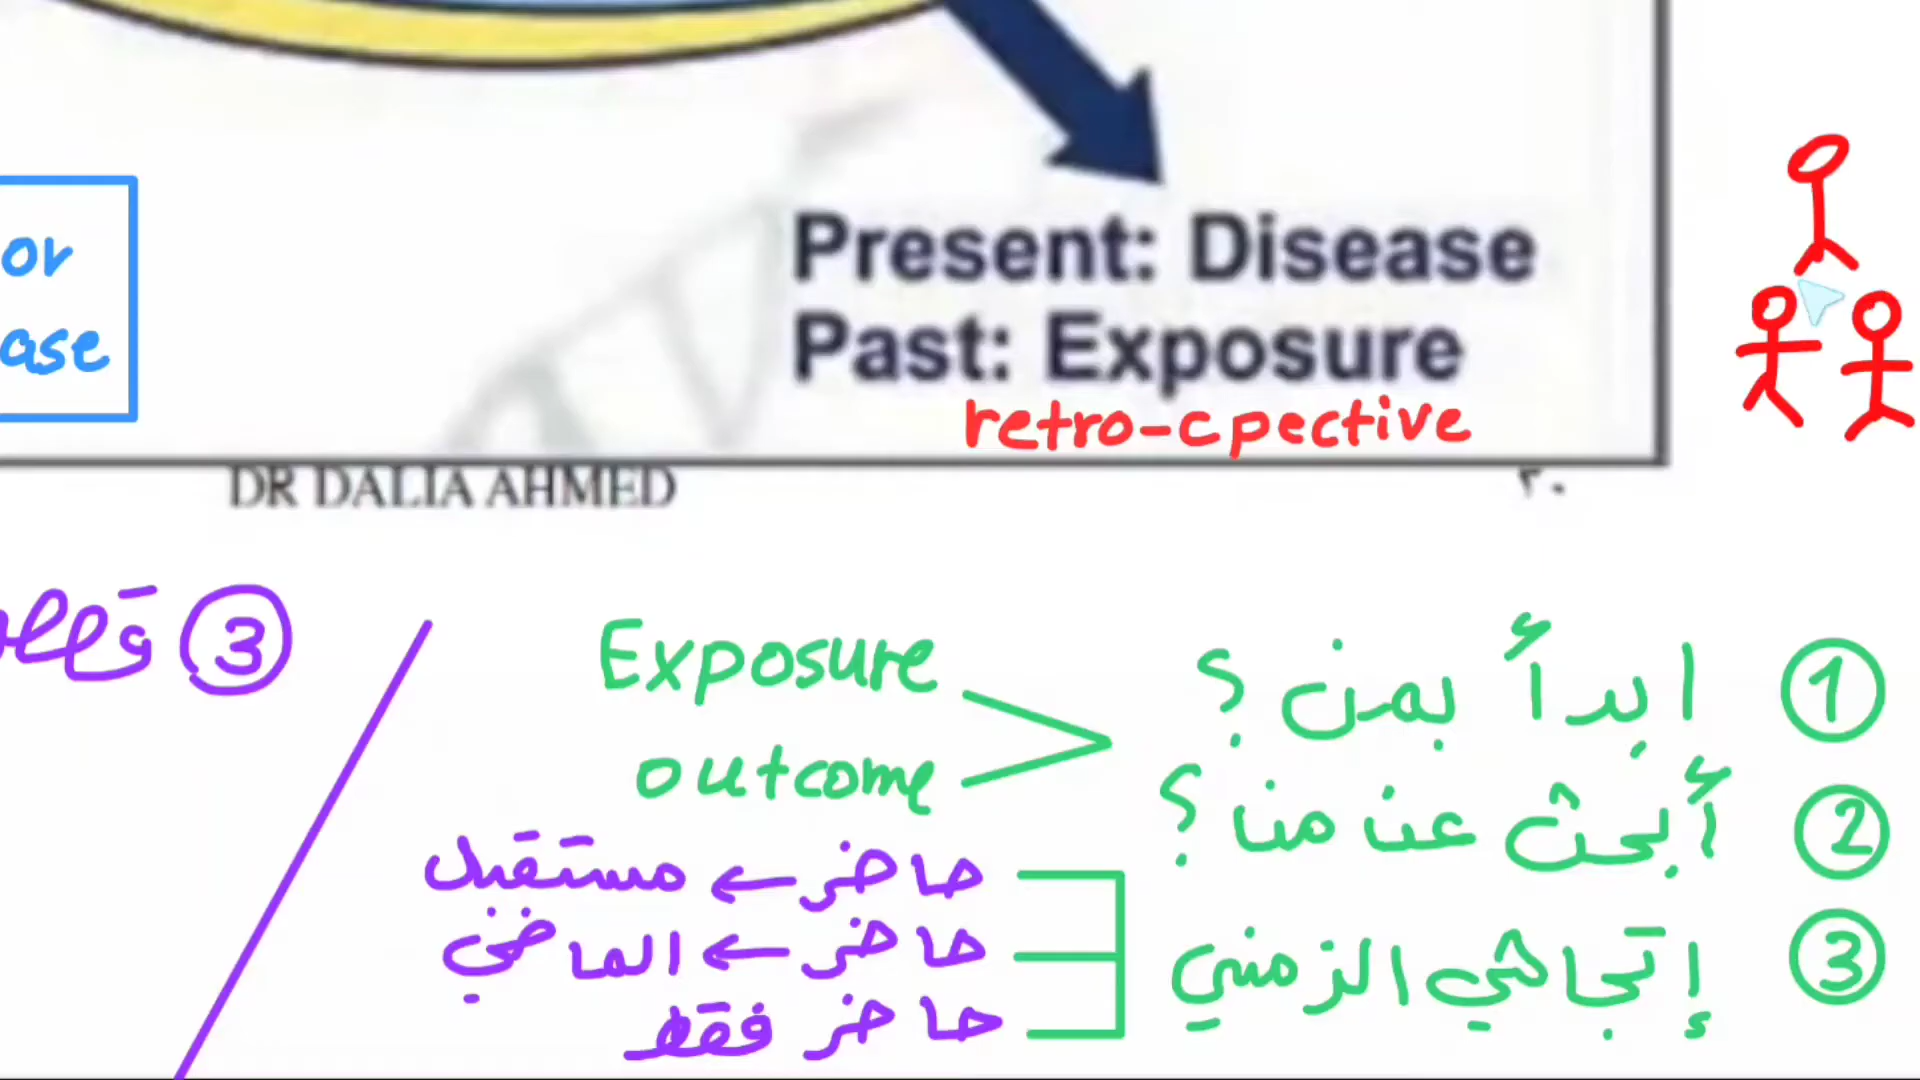 or
ase
Present: Disease
Past: Exposure
retro-cpective
DR DALIA AHMED
٣٠
① ابدأ بمن ؟
Exposure
outcome
② أبحث عن من ؟
③ إتجاهي الزمني
حاضر ← مستقبل
حاضر ← الماضي
حاضر فقط
③